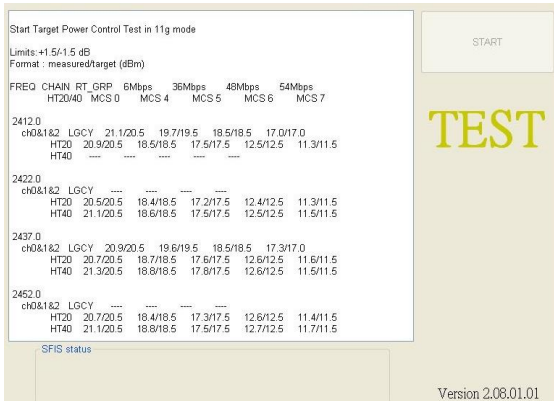 Start Target Power Control Test in 11g mode
Limits:+1.5/-1.5 dB
Format : measured/target (dBm)
FREQ CHAIN RT_GRP 6Mbps 36Mbps 48Mbps 54Mbps
HT20/40 MCS 0 MCS 4 MCS 5 MCS 6 MCS 7
2412.0
ch0&1&2 LGCY 21.1/20.5 19.7/19.5 18.5/18.5 17.0/17.0
HT20 20.9/20.5 18.5/18.5 17.5/17.5 12.5/12.5 11.3/11.5
HT40 ---- ---- ---- ---- ----
2422.0
ch0&1&2 LGCY ---- ---- ---- ----
HT20 20.5/20.5 18.4/18.5 17.2/17.5 12.4/12.5 11.3/11.5
HT40 21.1/20.5 18.6/18.5 17.5/17.5 12.5/12.5 11.5/11.5
2437.0
ch0&1&2 LGCY 20.9/20.5 19.6/19.5 18.5/18.5 17.3/17.0
HT20 20.7/20.5 18.7/18.5 17.6/17.5 12.6/12.5 11.6/11.5
HT40 21.3/20.5 18.8/18.5 17.8/17.5 12.6/12.5 11.5/11.5
2452.0
ch0&1&2 LGCY ---- ---- ---- ----
HT20 20.7/20.5 18.4/18.5 17.3/17.5 12.6/12.5 11.4/11.5
HT40 21.1/20.5 18.8/18.5 17.5/17.5 12.7/12.5 11.7/11.5
START
TEST
SFIS status
Version 2.08.01.01